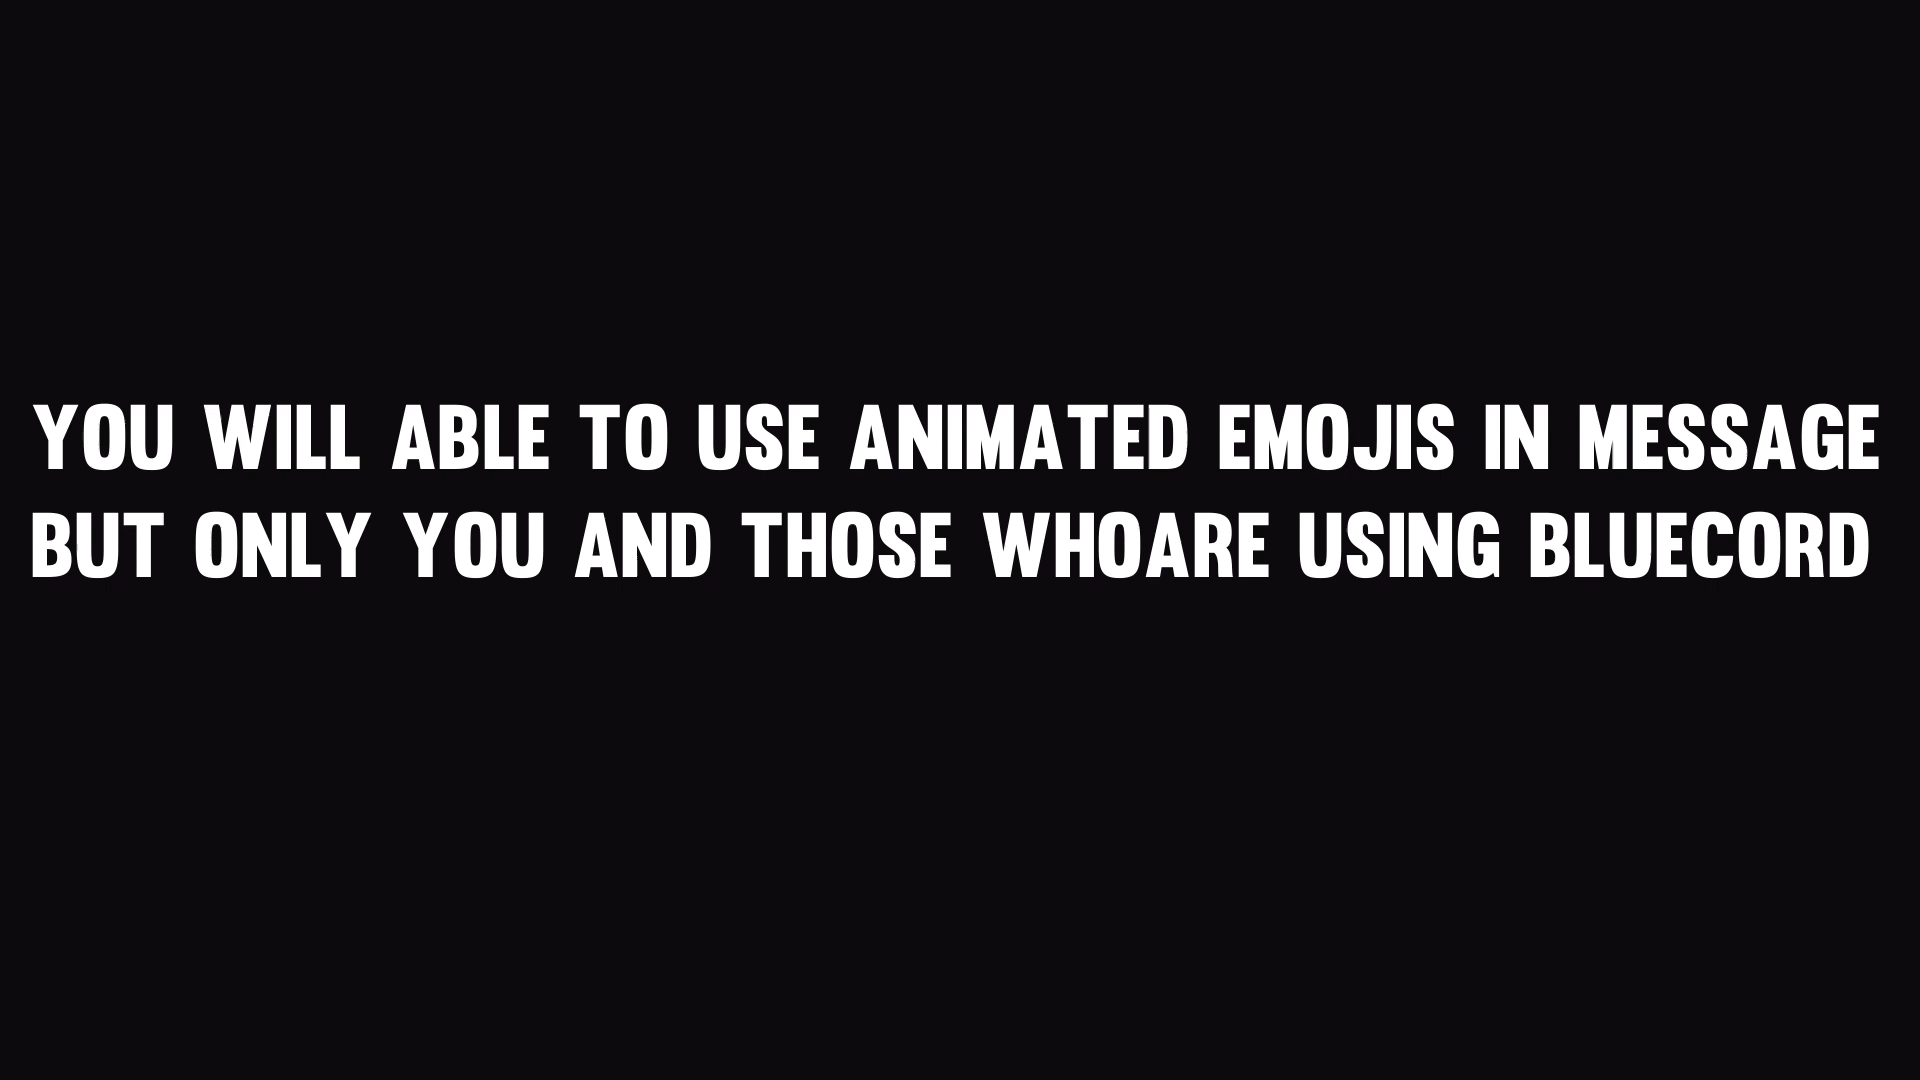 YOU WILL ABLE TO USE ANIMATED EMOJIS IN MESSAGE
BUT ONLY YOU AND THOSE WHOARE USING BLUECORD